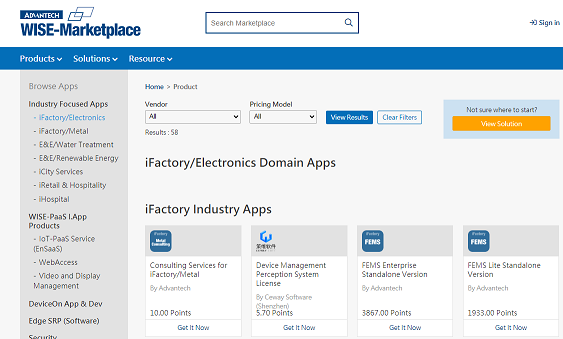 ADVANTECH
WISE-Marketplace
Search Marketplace
Sign in
Products
Solutions
Resource
Browse Apps
Industry Focused Apps
- iFactory/Electronics
- iFactory/Metal
- E&E/Water Treatment
- E&E/Renewable Energy
- iCity Services
- iRetail & Hospitality
- iHospital
WISE-PaaS I.App
Products
- IoT-PaaS Service
(EnSaaS)
- WebAccess
- Video and Display
Management
DeviceOn App & Dev
Edge SRP (Software)
Security
Home > Product
Vendor
All
Pricing Model
All
View Results
Clear Filters
Results : 58
Not sure where to start?
View Solution
iFactory/Electronics Domain Apps
iFactory Industry Apps
iFactory
Metal
Consulting
Consulting Services for
iFactory/Metal
By Advantech
10.00 Points
Get It Now
Device Management
Perception System
License
By Ceway Software
(Shenzhen)
5.70 Points
Get It Now
iFactory
FEMS
FEMS Enterprise
Standalone Version
By Advantech
3867.00 Points
Get It Now
iFactory
FEMS
FEMS Lite Standalone
Version
By Advantech
1933.00 Points
Get It Now